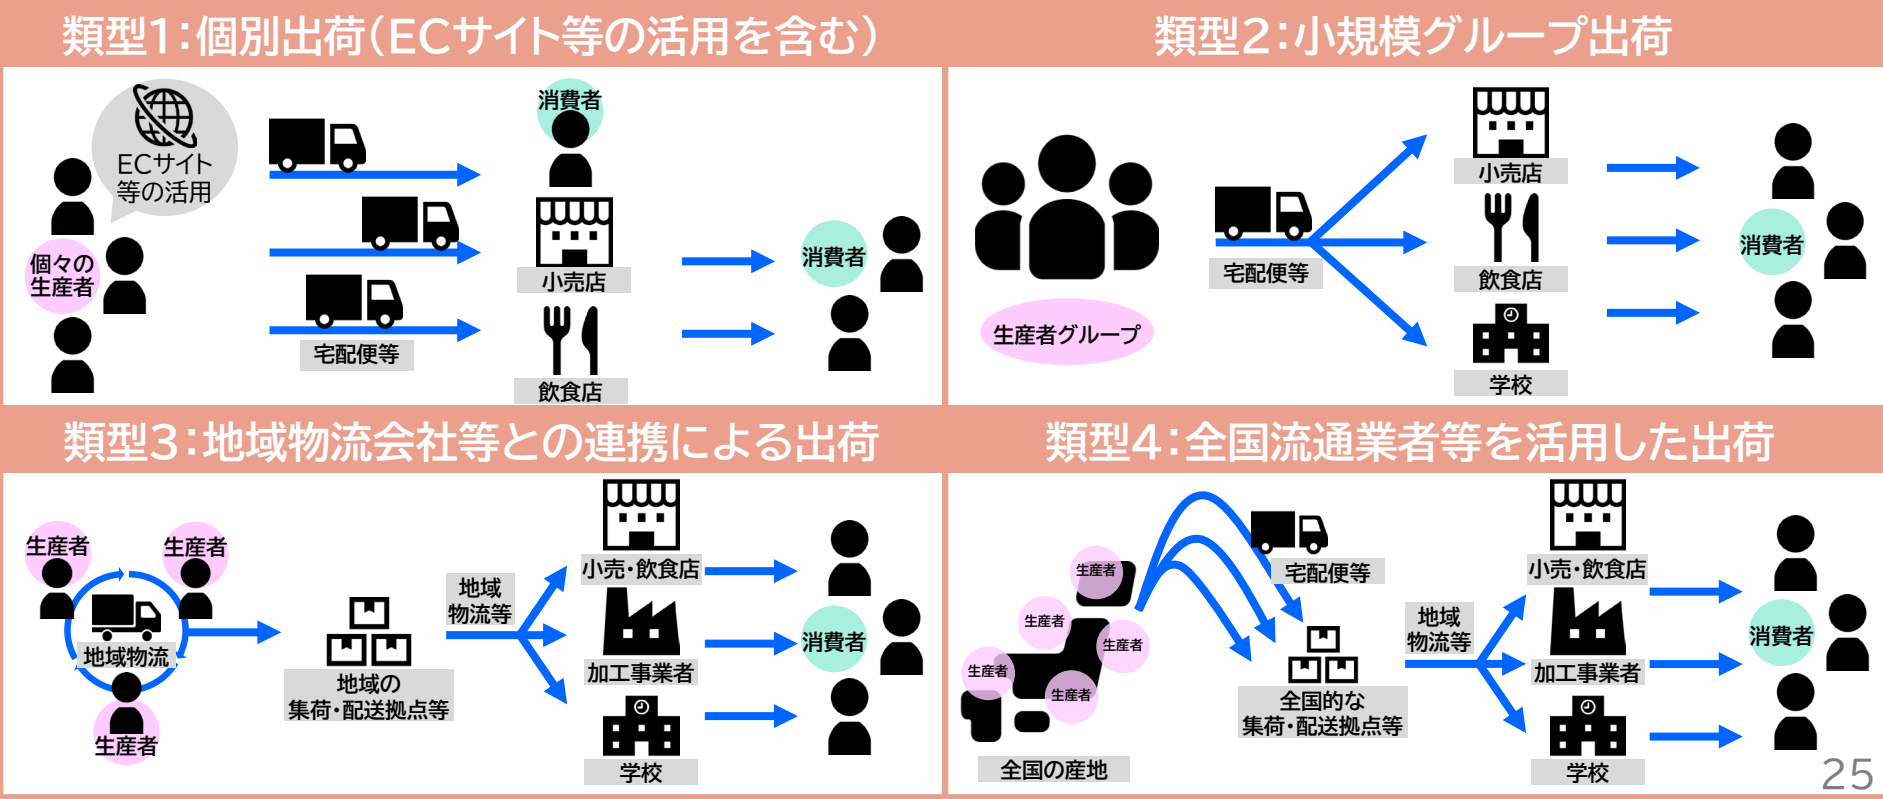 類型1:個別出荷(ECサイト等の活用を含む)
ECサイト
等の活用
個々の
生産者
宅配便等
消費者
小売店
飲食店
消費者
類型2:小規模グループ出荷
生産者グループ
宅配便等
小売店
飲食店
学校
消費者
類型3:地域物流会社等との連携による出荷
生産者
生産者
地域物流
生産者
地域の
集荷・配送拠点等
地域
物流等
小売・飲食店
加工事業者
学校
消費者
類型4:全国流通業者等を活用した出荷
生産者
生産者
生産者
生産者
生産者
全国の産地
宅配便等
全国的な
集荷・配送拠点等
地域
物流等
小売・飲食店
加工事業者
学校
消費者
25